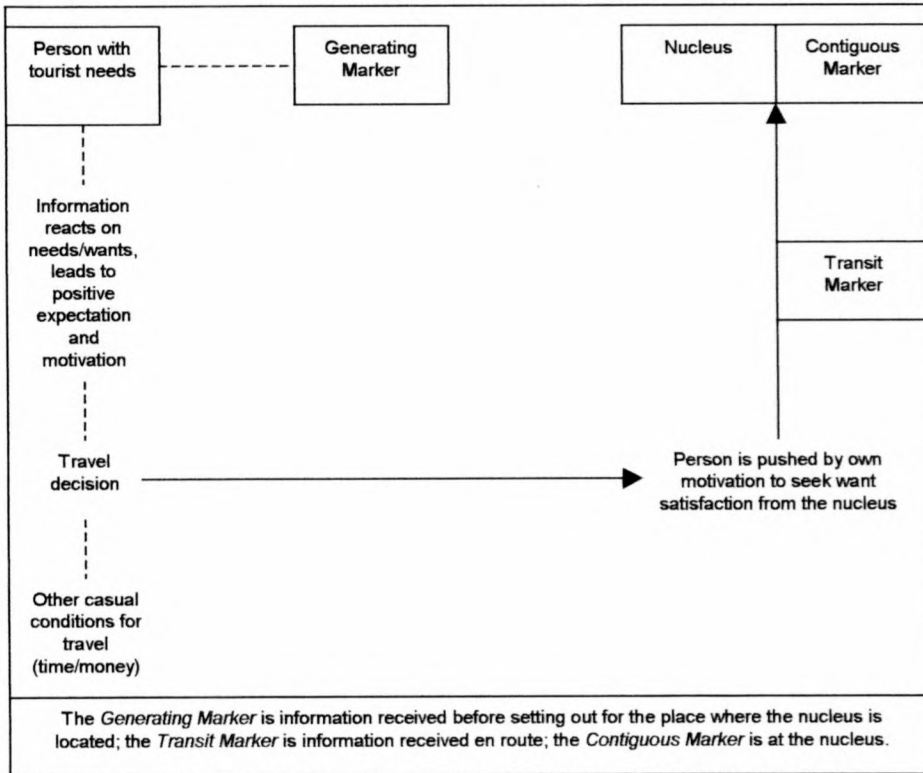 Person with
tourist needs
Generating
Marker
Nucleus
Contiguous
Marker
Information
reacts on
needs/wants,
leads to
positive
expectation
and
motivation
Transit
Marker
Travel
decision
Person is pushed by own
motivation to seek want
satisfaction from the nucleus
Other casual
conditions for
travel
(time/money)
The Generating Marker is information received before setting out for the place where the nucleus is
located; the Transit Marker is information received en route; the Contiguous Marker is at the nucleus.